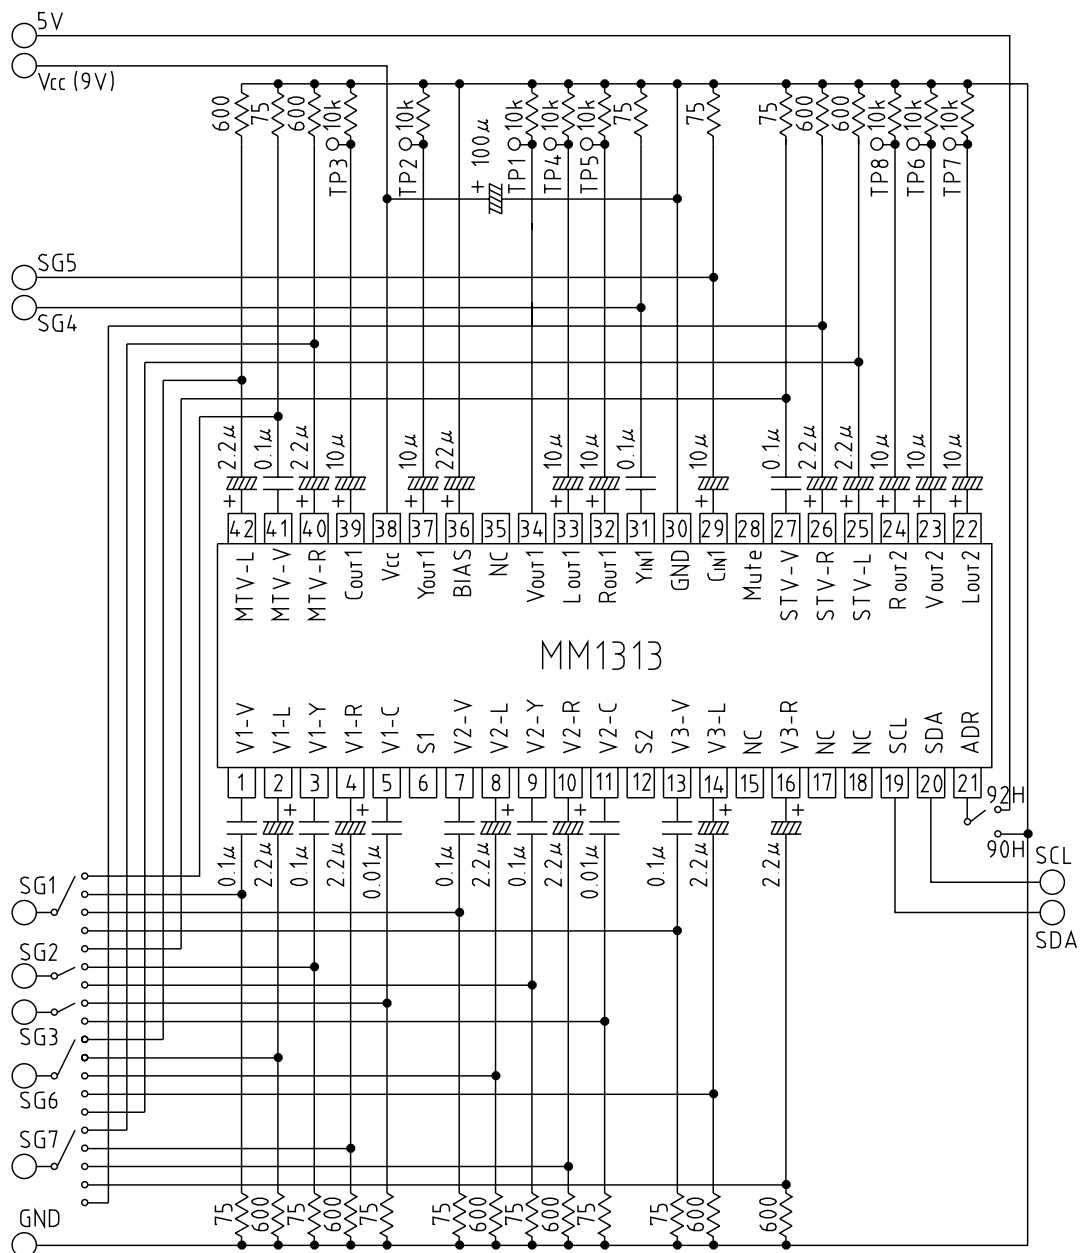 5V
Vcc (9V)
600
75
600
10k
10k
10k
10k
10k
75
75
75
600
600
10k
10k
10k
TP3
TP2
100μ
+
TP1
TP4
TP5
TP8
TP6
TP7
SG5
SG4
2.2μ
0.1μ
2.2μ
10μ
10μ
22μ
10μ
10μ
0.1μ
10μ
0.1μ
2.2μ
2.2μ
10μ
10μ
10μ
+
+
+
+
+
+
+
+
+
+
+
+
+
42 41 40 39 38 37 36 35 34 33 32 31 30 29 28 27 26 25 24 23 22
MTV-L
MTV-V
MTV-R
COUT1
Vcc
YOUT1
BIAS
NC
VOUT1
LOUT1
ROUT1
YIN1
GND
CIN1
Mute
STV-V
STV-R
STV-L
ROUT2
VOUT2
LOUT2
MM1313
V1-V
V1-L
V1-Y
V1-R
V1-C
S1
V2-V
V2-L
V2-Y
V2-R
V2-C
S2
V3-V
V3-L
NC
V3-R
NC
NC
SCL
SDA
ADR
1 2 3 4 5 6 7 8 9 10 11 12 13 14 15 16 17 18 19 20 21
+
+
+
+
+
+
92H
90H
0.1μ
2.2μ
0.1μ
2.2μ
0.01μ
0.1μ
2.2μ
0.1μ
2.2μ
0.01μ
0.1μ
2.2μ
2.2μ
SCL
SDA
SG1
SG2
SG3
SG6
SG7
GND
75
600
75
600
75
75
600
75
600
75
75
600
600